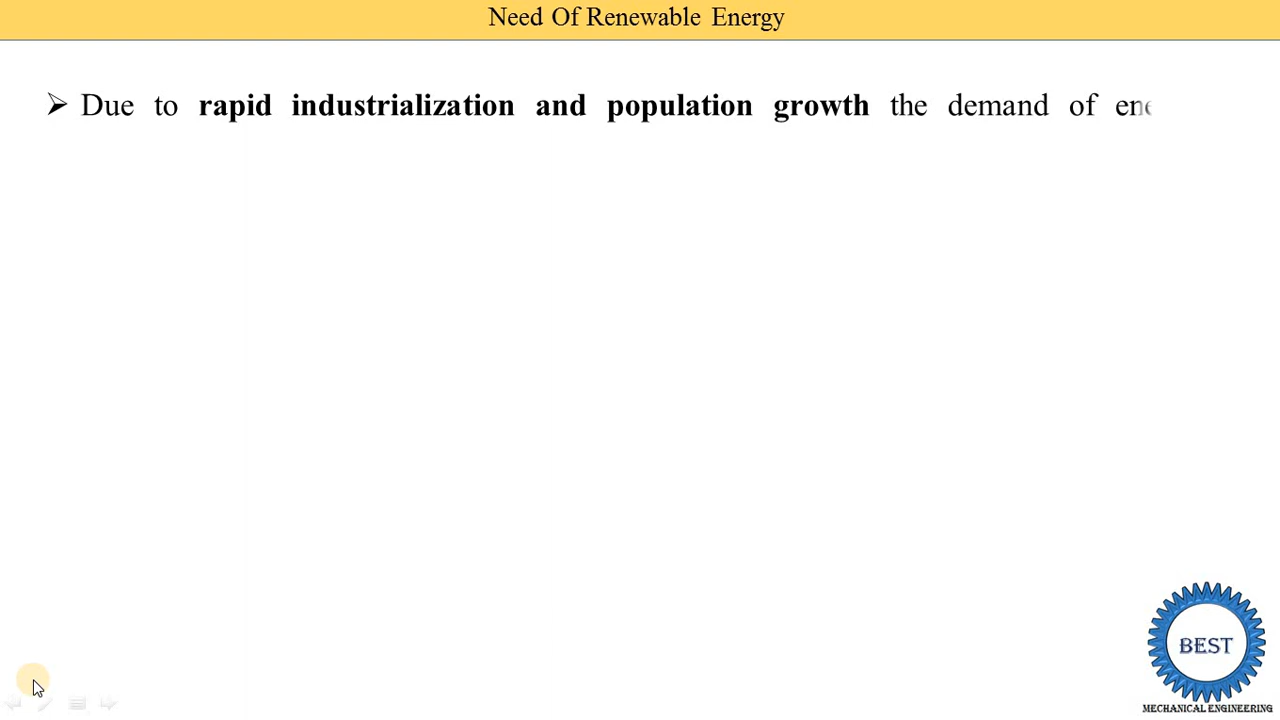 Need Of Renewable Energy
➢ Due to rapid industrialization and population growth the demand of
BEST
MECHANICAL ENGINEERING